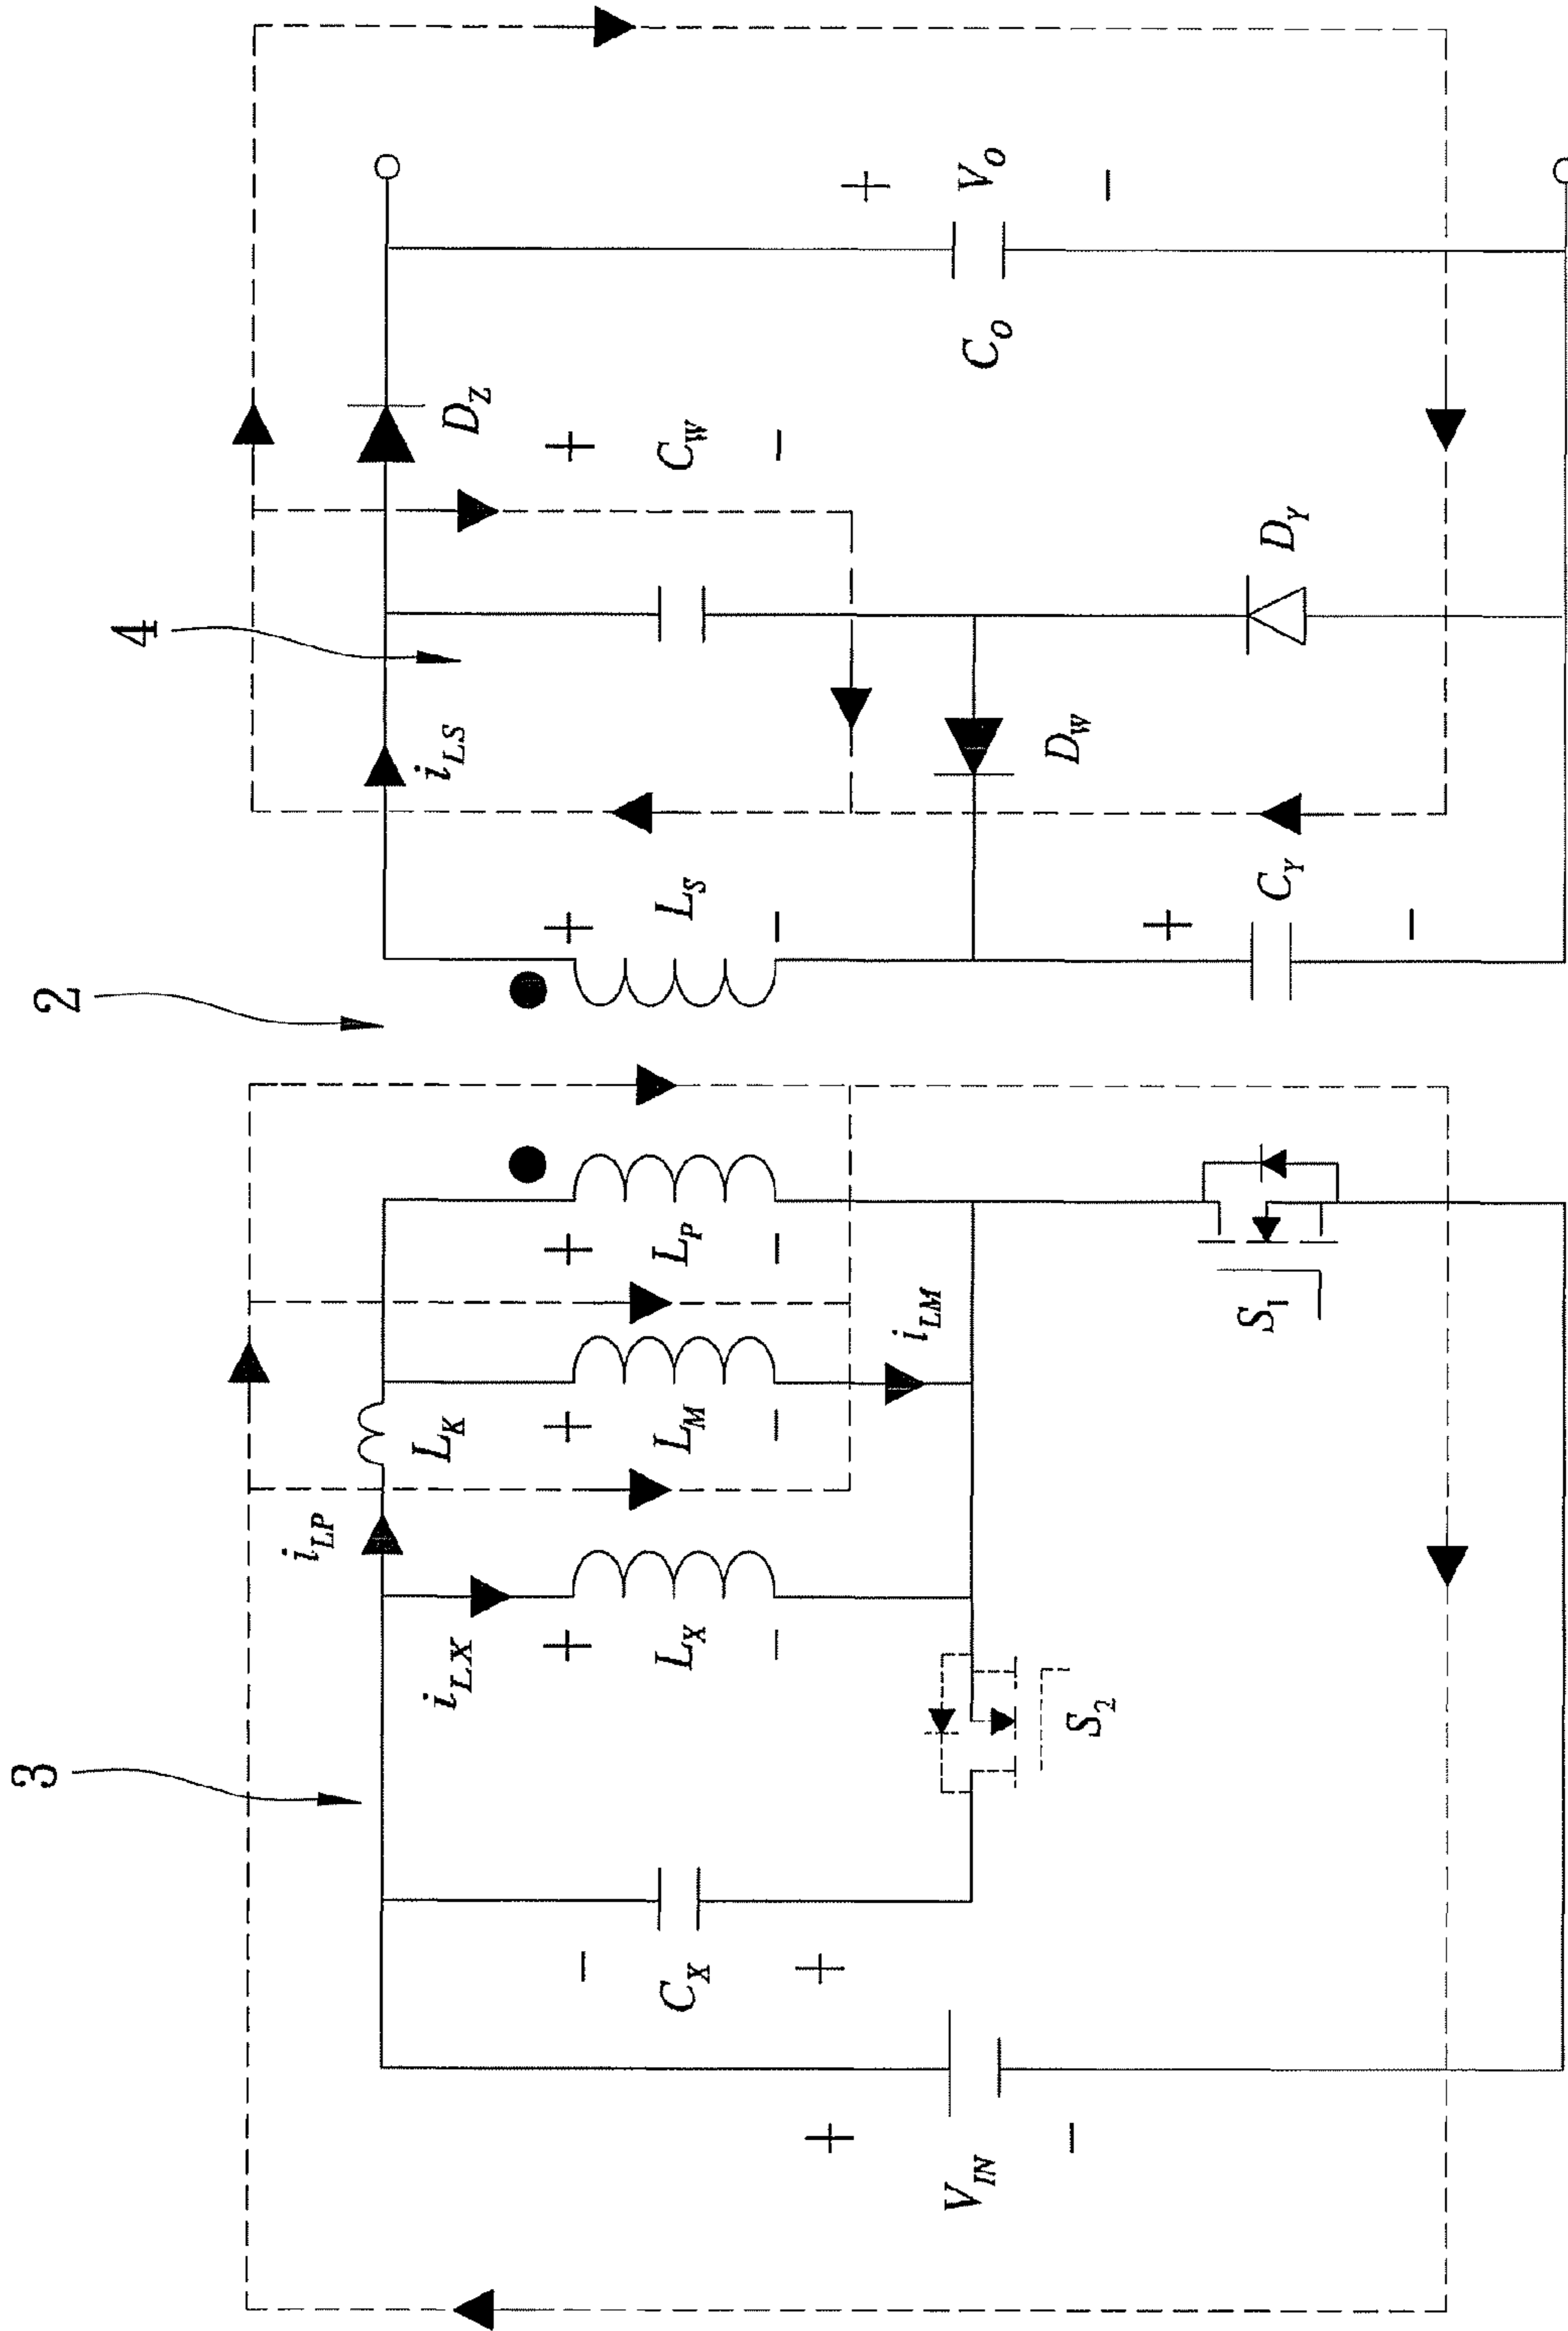 3
2
4
i_LP
i_LX
L_K
L_X
L_M
L_P
i_LM
C_X
V_IN
S_2
S_1
+
−
L_S
i_LS
C_Y
D_W
D_Y
C_W
D_Z
C_O
V_O